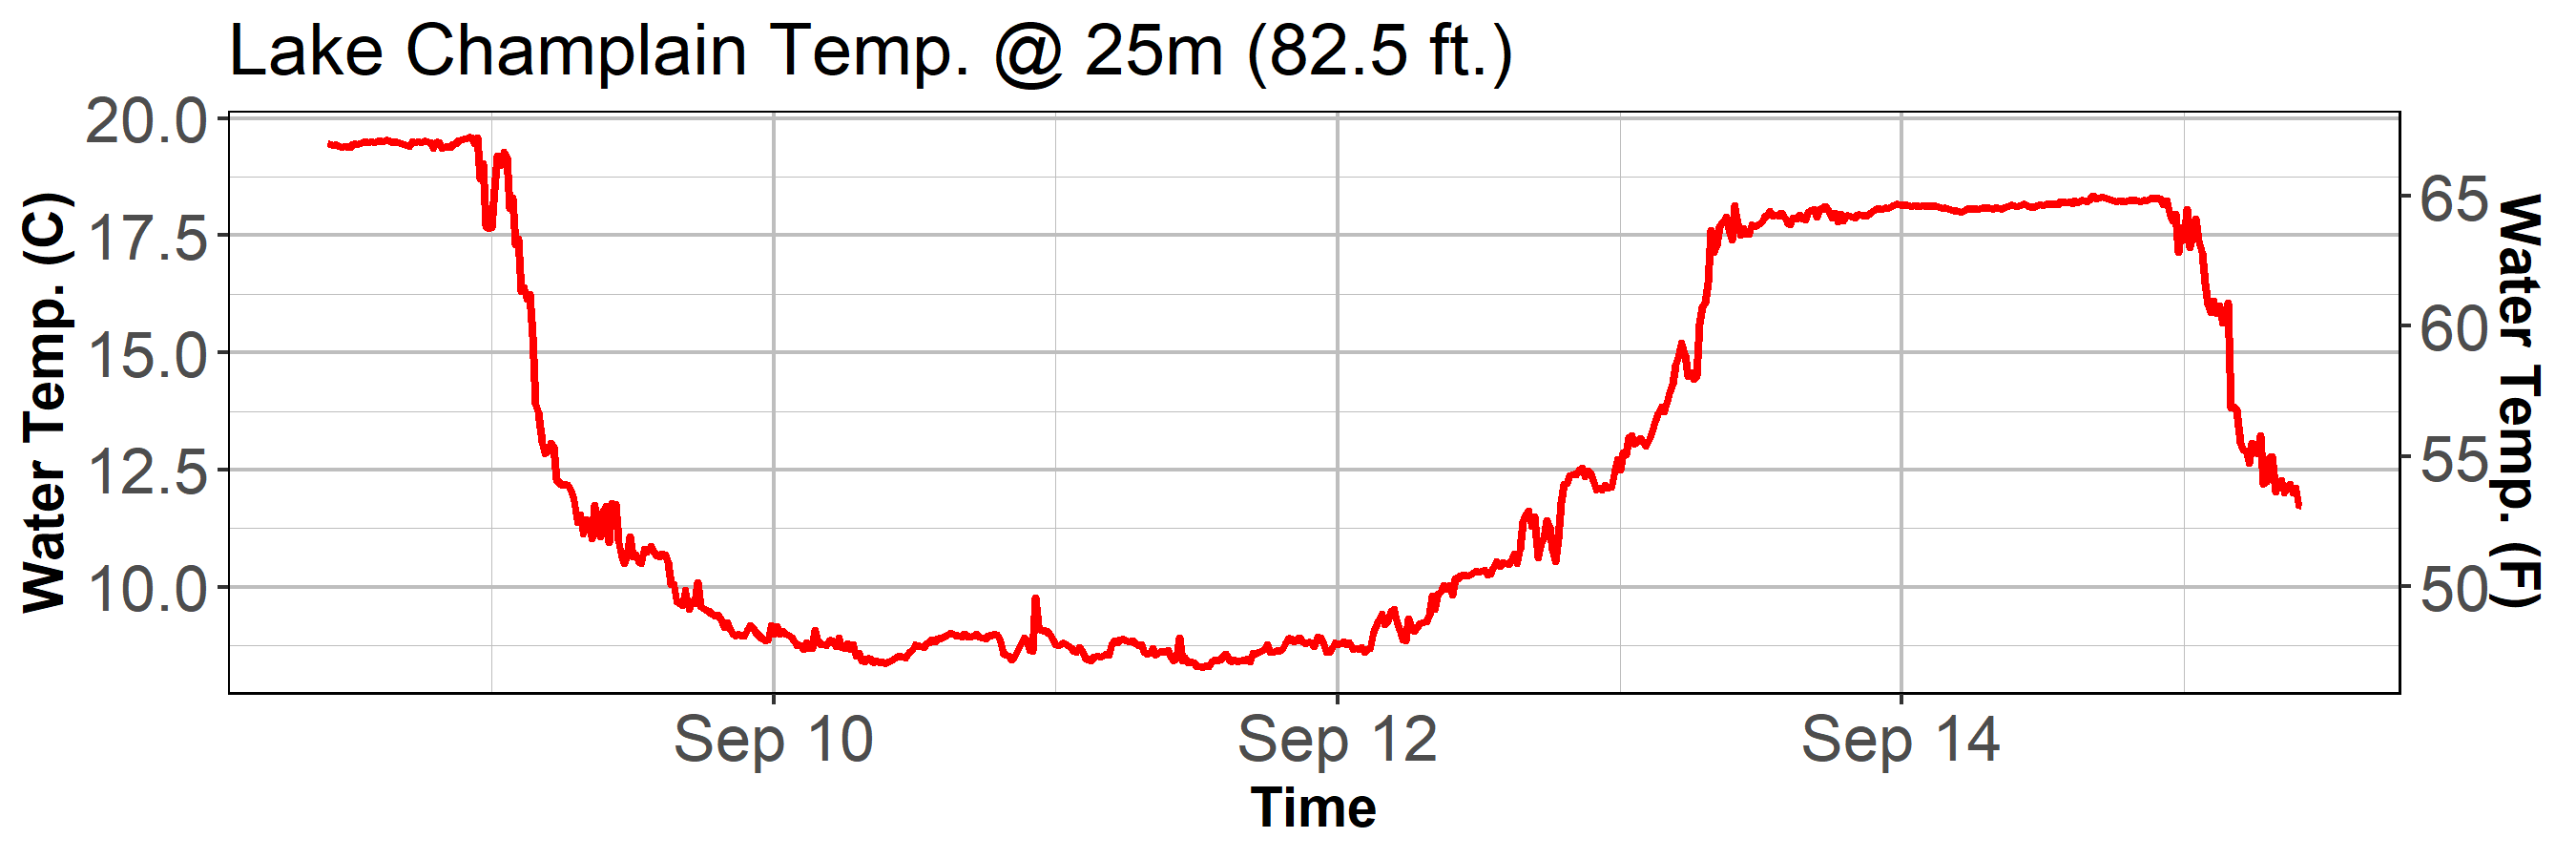 Lake Champlain Temp. @ 25m (82.5 ft.)
Water Temp. (C)
20.0
17.5
15.0
12.5
10.0
65
60
55
50
Water Temp. (F)
Sep 10
Sep 12
Sep 14
Time